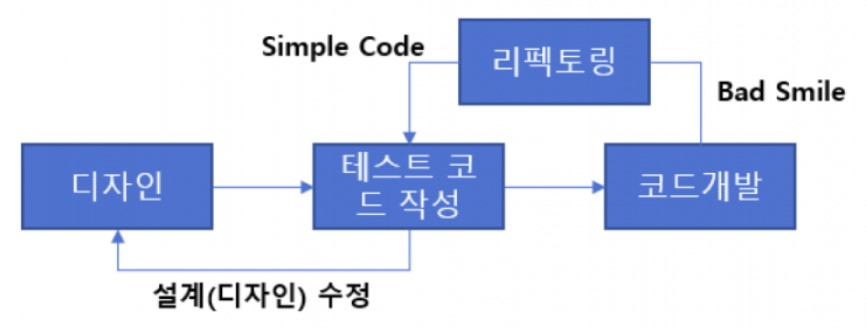 Simple Code
리펙토링
Bad Smile
디자인
테스트 코
드 작성
코드개발
설계(디자인) 수정